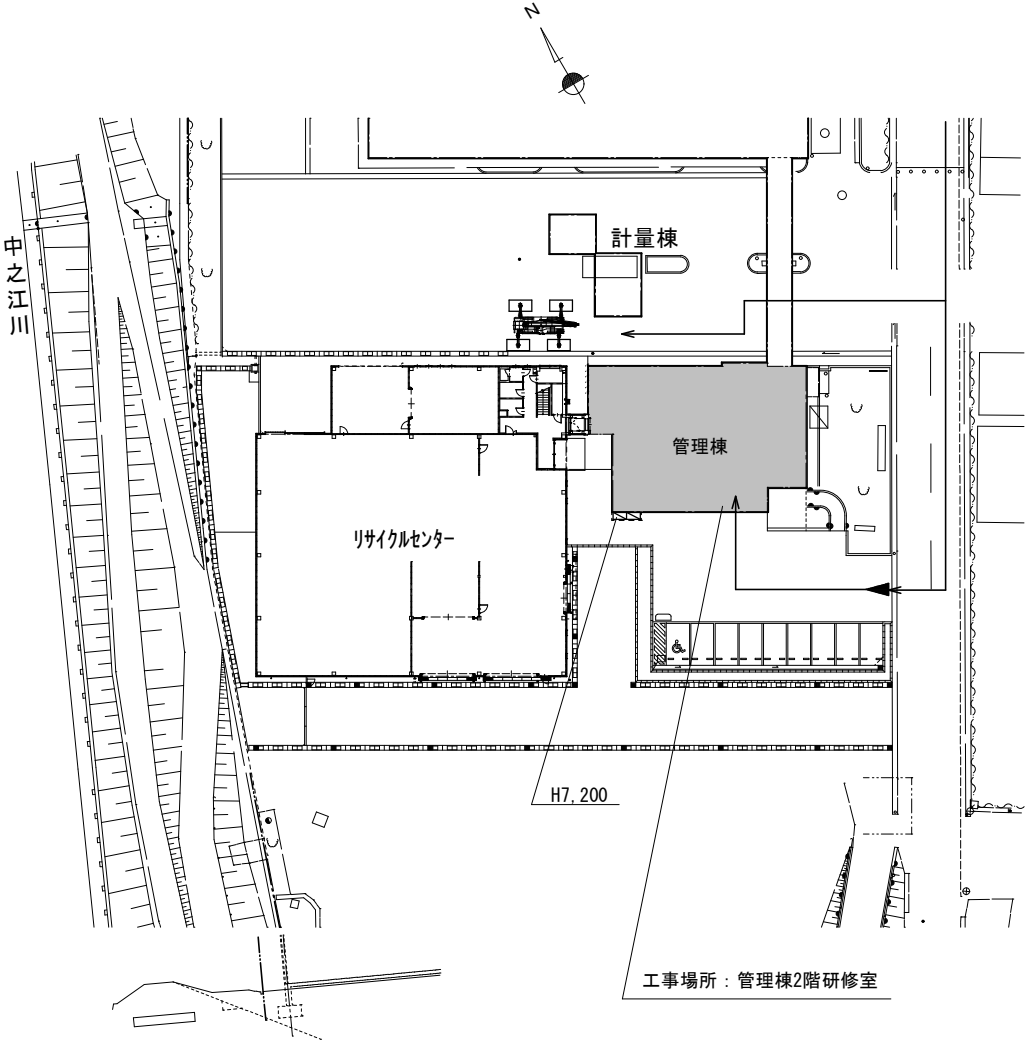 N
中之江川
計量棟
管理棟
リサイクルセンター
H7,200
工事場所：管理棟2階研修室